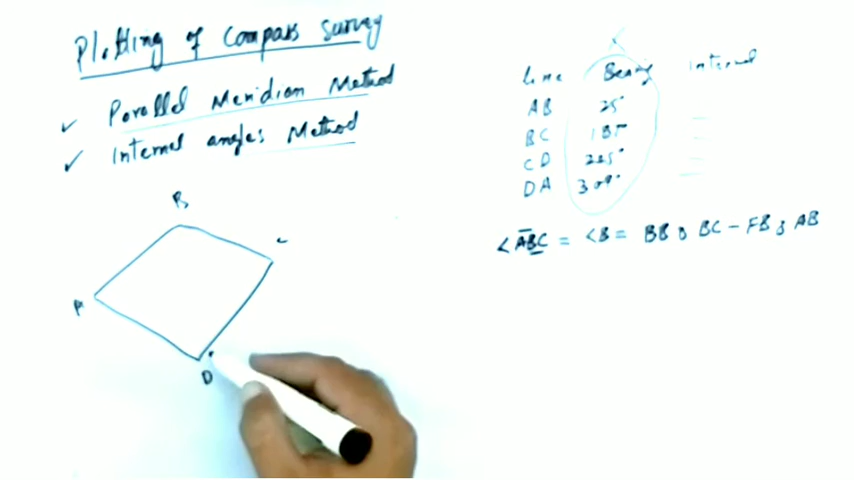 Plotting of Compass survey
✓ Parallel Meridian Method
✓ Internal angles Method
Line Bearing Internal
AB 25°
BC
CD 225°
DA 309°
<ABC = <B = BB of BC - FB of AB
B
C
A
D